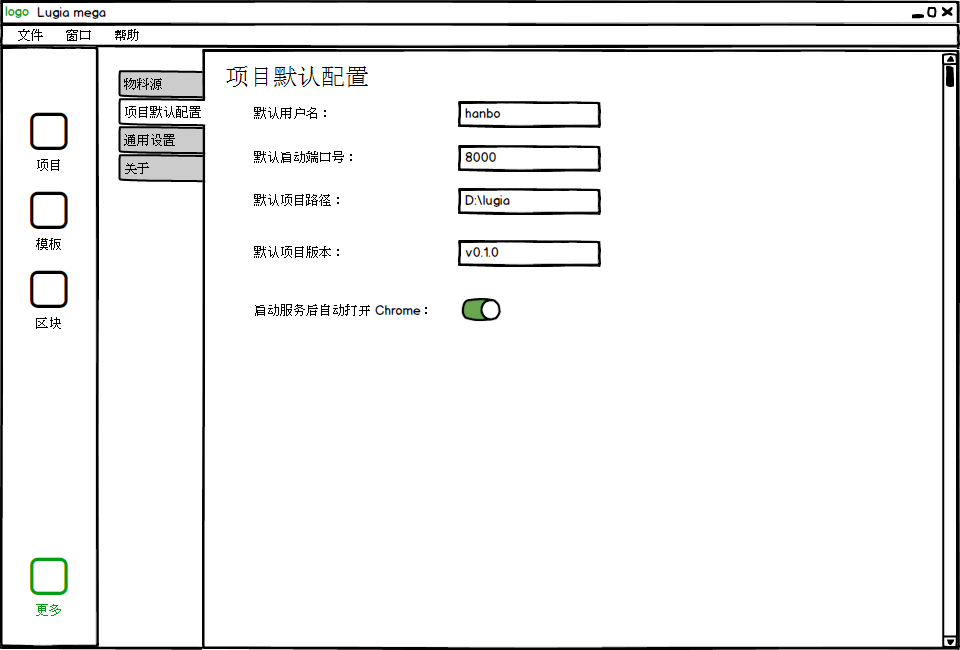 logo Lugia mega
文件 窗口 帮助
项目
模板
区块
更多
物料源
项目默认配置
通用设置
关于
项目默认配置
默认用户名： hanbo
默认启动端口号： 8000
默认项目路径： D:\lugia
默认项目版本： v0.1.0
启动服务后自动打开 Chrome：